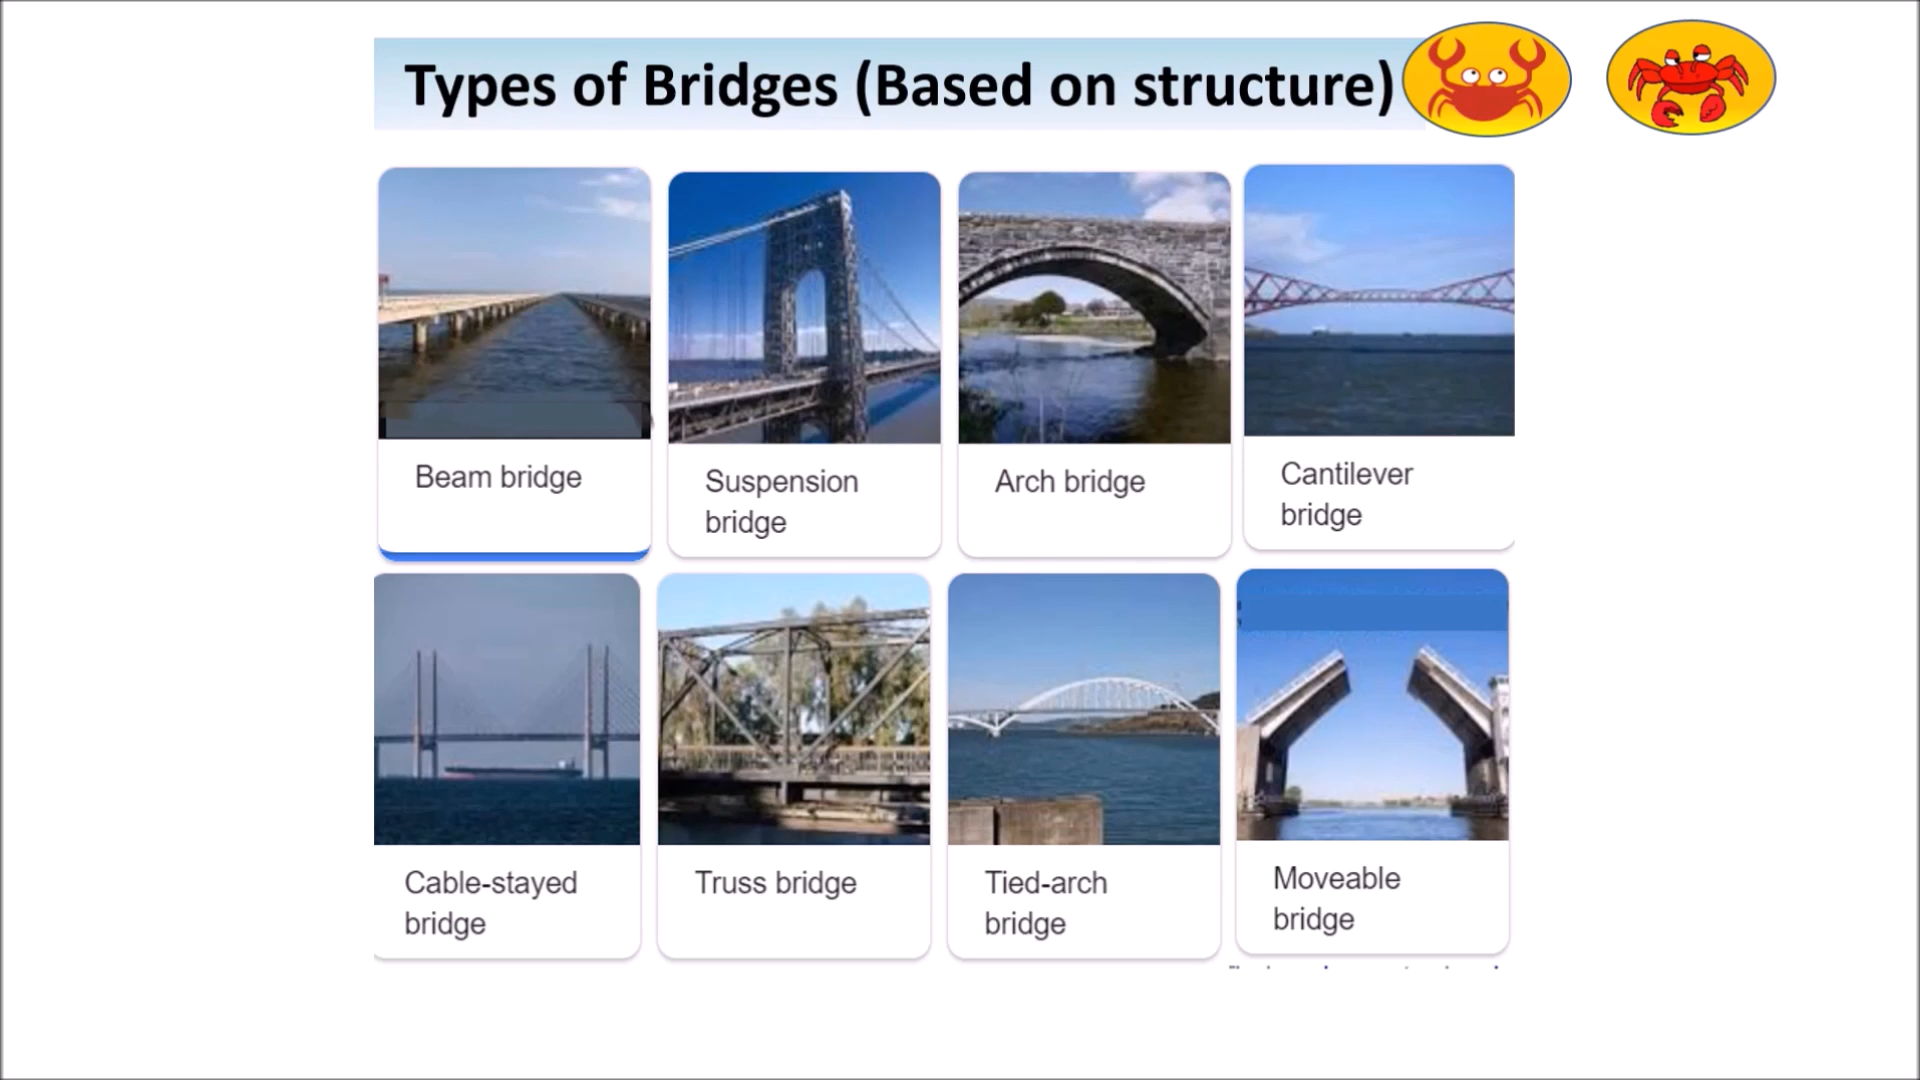 Types of Bridges (Based on structure)
Beam bridge
Suspension
bridge
Arch bridge
Cantilever
bridge
Cable-stayed
bridge
Truss bridge
Tied-arch
bridge
Moveable
bridge